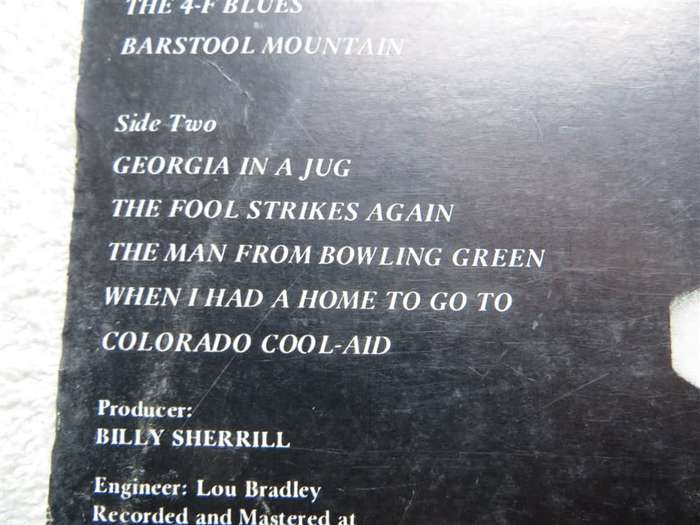 THE 4-F BLUES
BARSTOOL MOUNTAIN
Side Two
GEORGIA IN A JUG
THE FOOL STRIKES AGAIN
THE MAN FROM BOWLING GREEN
WHEN I HAD A HOME TO GO TO
COLORADO COOL-AID
Producer:
BILLY SHERRILL
Engineer: Lou Bradley
Recorded and Mastered at